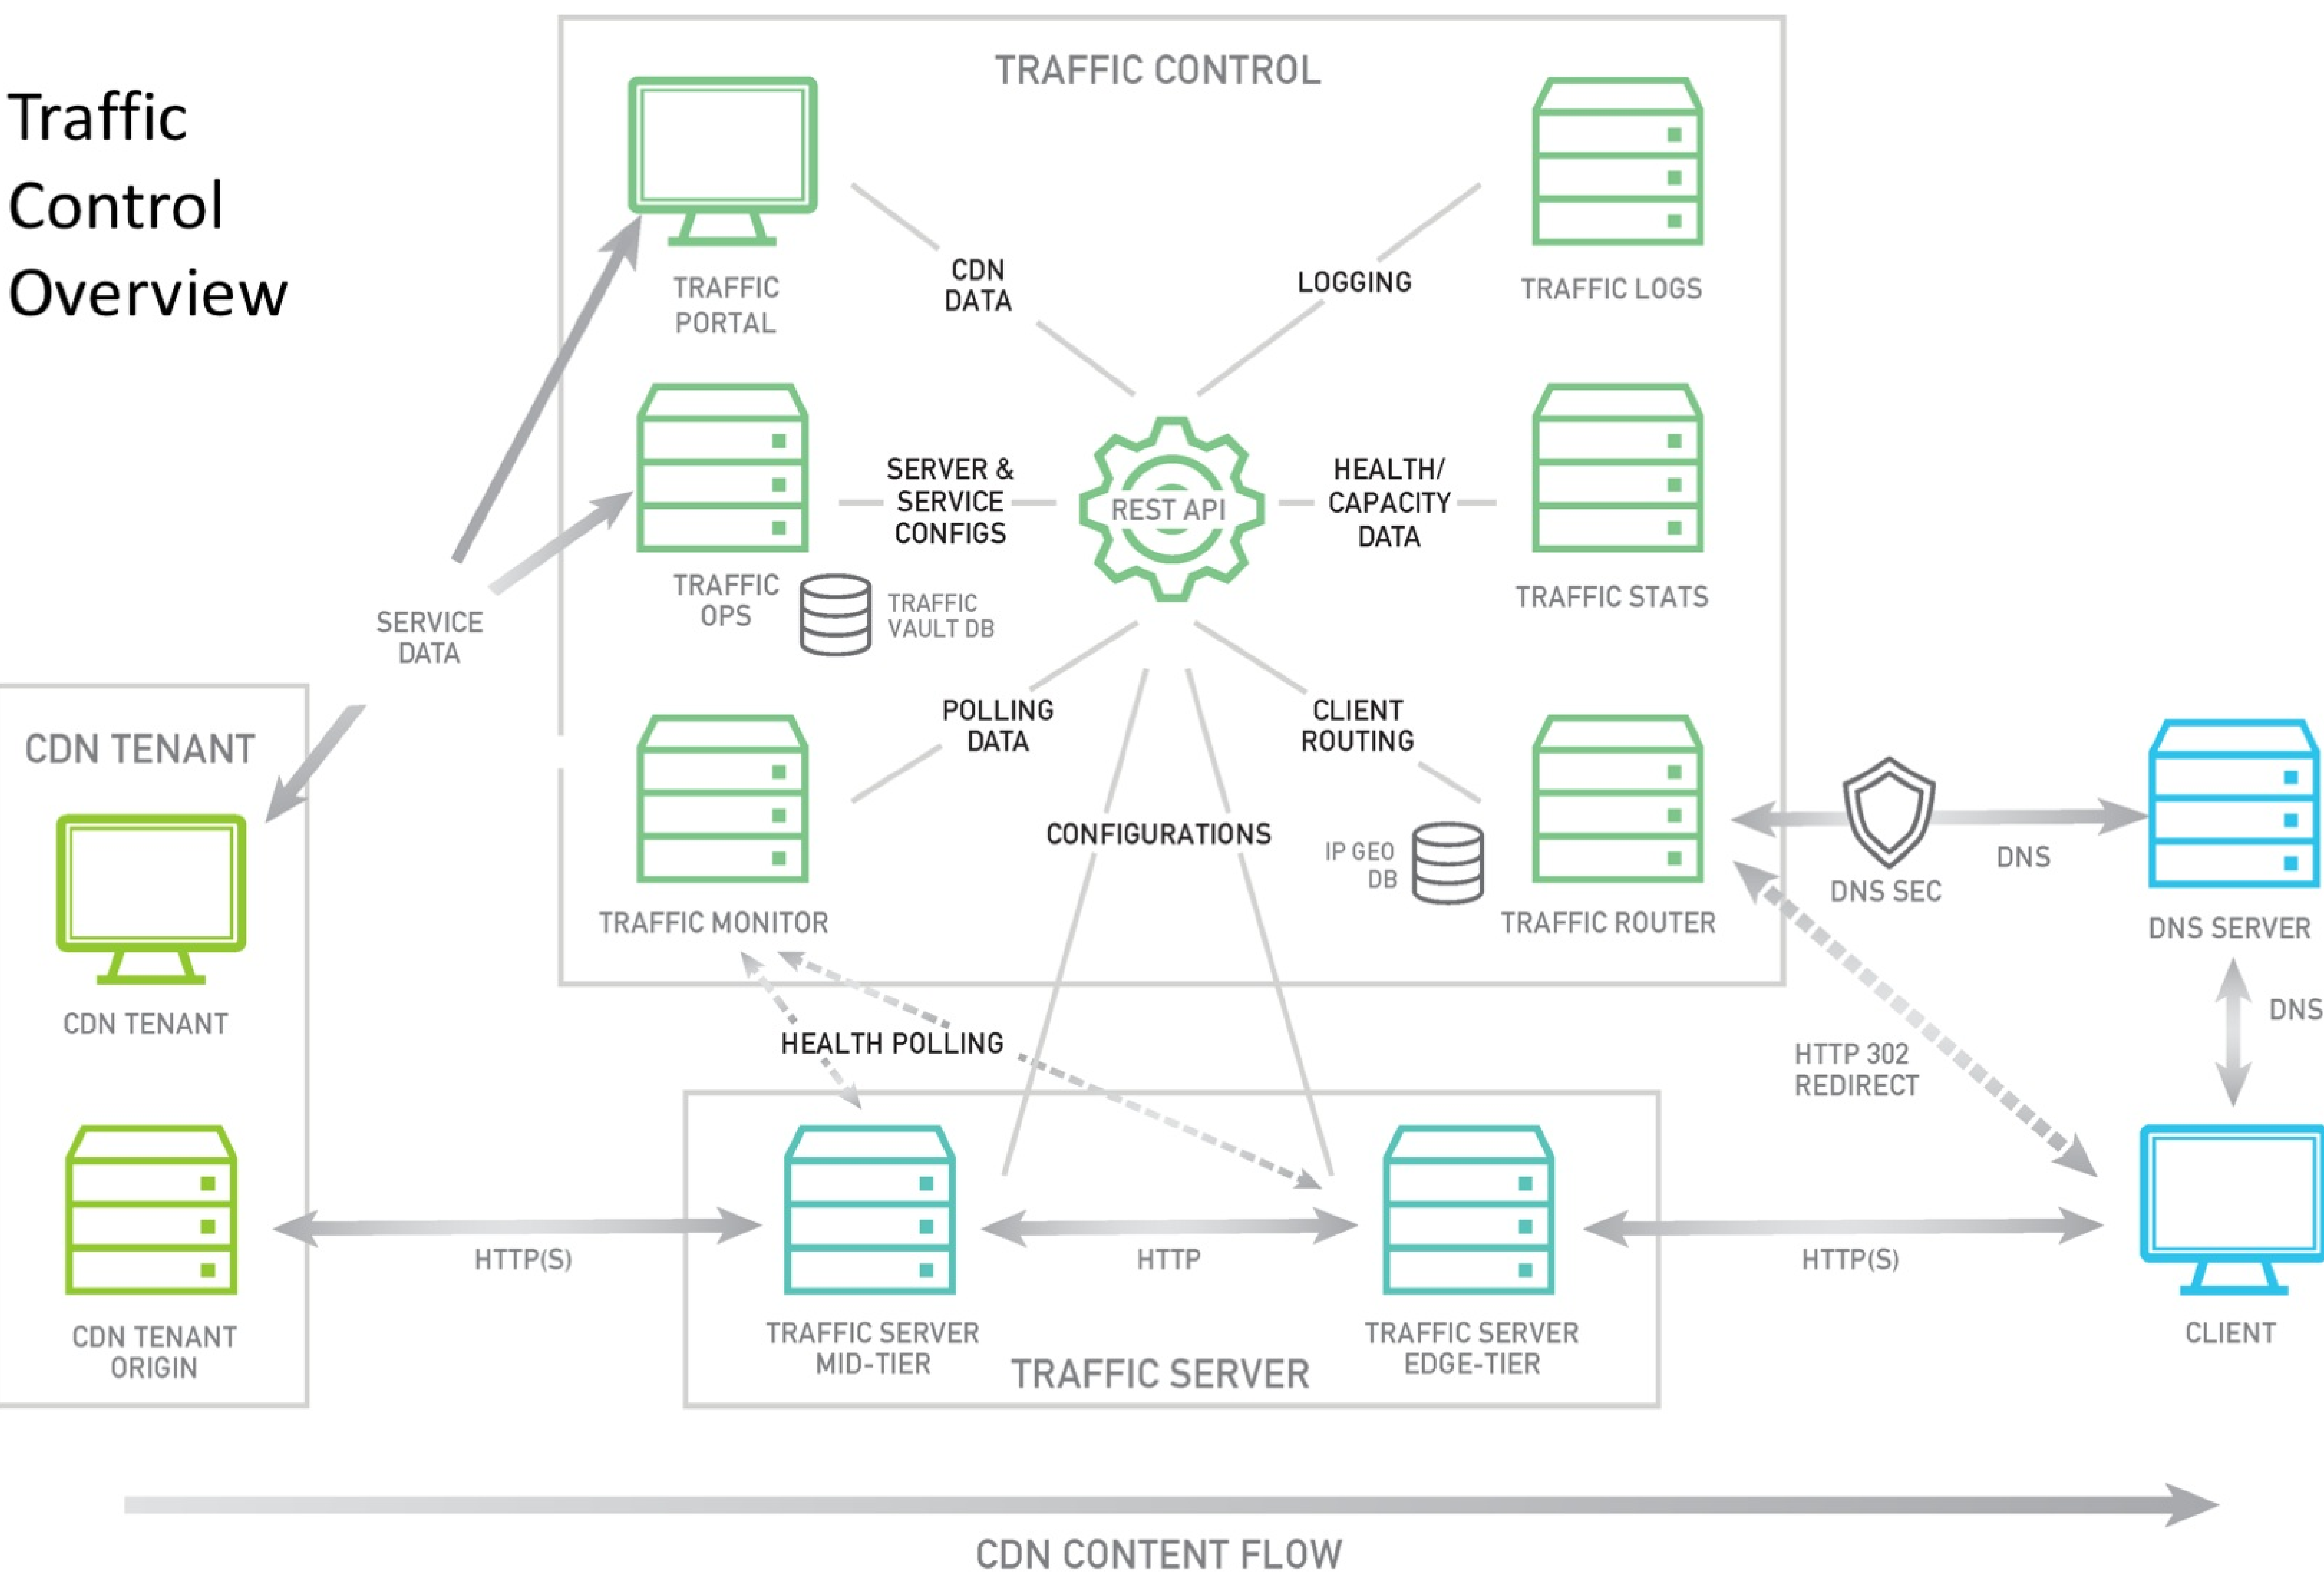 Traffic
Control
Overview
TRAFFIC CONTROL
TRAFFIC
PORTAL
CDN
DATA
LOGGING
TRAFFIC LOGS
SERVER &
SERVICE
CONFIGS
REST API
HEALTH/
CAPACITY
DATA
TRAFFIC
OPS
TRAFFIC
VAULT DB
TRAFFIC STATS
SERVICE
DATA
POLLING
DATA
CLIENT
ROUTING
CONFIGURATIONS
IP GEO
DB
TRAFFIC MONITOR
TRAFFIC ROUTER
DNS SEC
DNS
DNS SERVER
DNS
CDN TENANT
CDN TENANT
HEALTH POLLING
HTTP 302
REDIRECT
HTTP(S)
HTTP
HTTP(S)
CDN TENANT
ORIGIN
TRAFFIC SERVER
MID-TIER
TRAFFIC SERVER
TRAFFIC SERVER
EDGE-TIER
CLIENT
CDN CONTENT FLOW